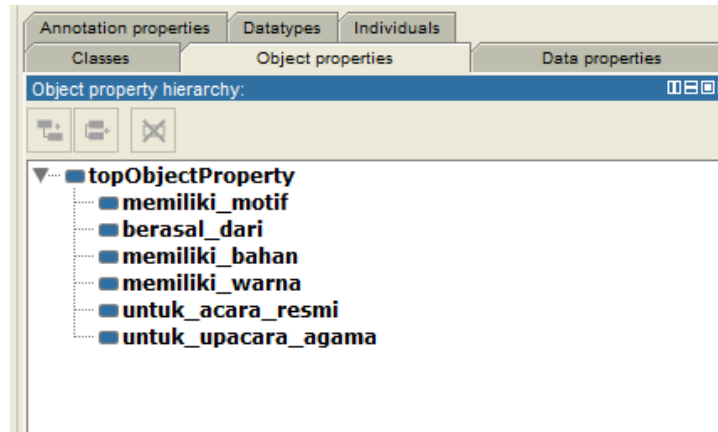 Annotation properties Datatypes Individuals
Classes Object properties Data properties
Object property hierarchy:
topObjectProperty
memiliki_motif
berasal_dari
memiliki_bahan
memiliki_warna
untuk_acara_resmi
untuk_upacara_agama